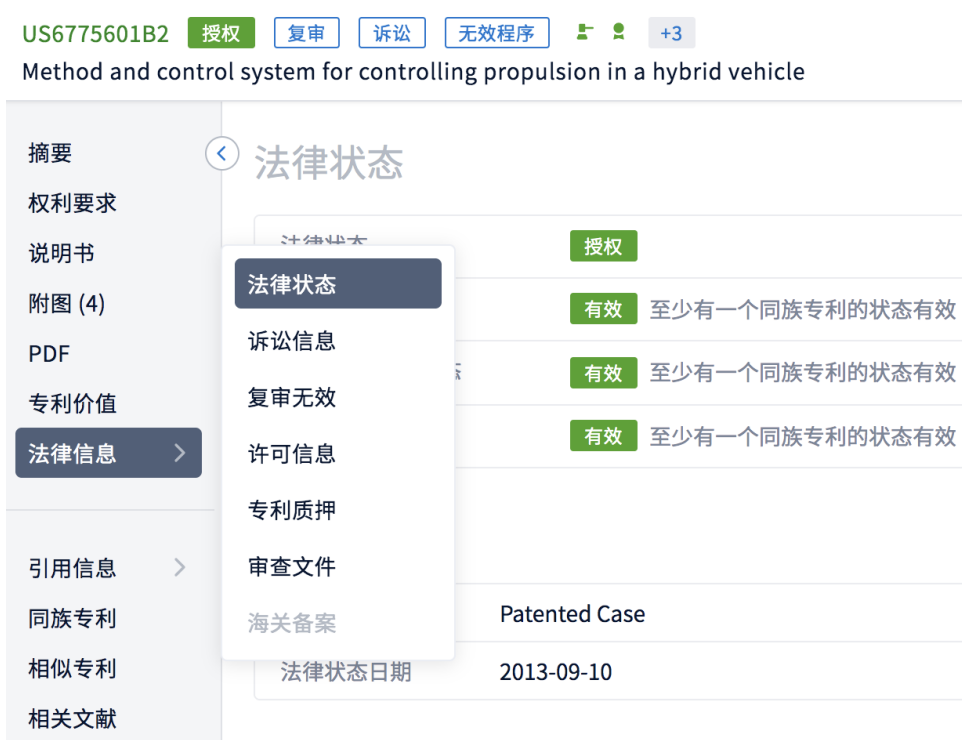 US6775601B2 授权 复审 诉讼 无效程序 +3
Method and control system for controlling propulsion in a hybrid vehicle
摘要
权利要求
说明书
附图 (4)
PDF
专利价值
法律信息
引用信息
同族专利
相似专利
相关文献
法律状态
法律状态
诉讼信息
复审无效
许可信息
专利质押
审查文件
海关备案
法律状态 授权
有效 至少有一个同族专利的状态有效
有效 至少有一个同族专利的状态有效
有效 至少有一个同族专利的状态有效
Patented Case
法律状态日期 2013-09-10